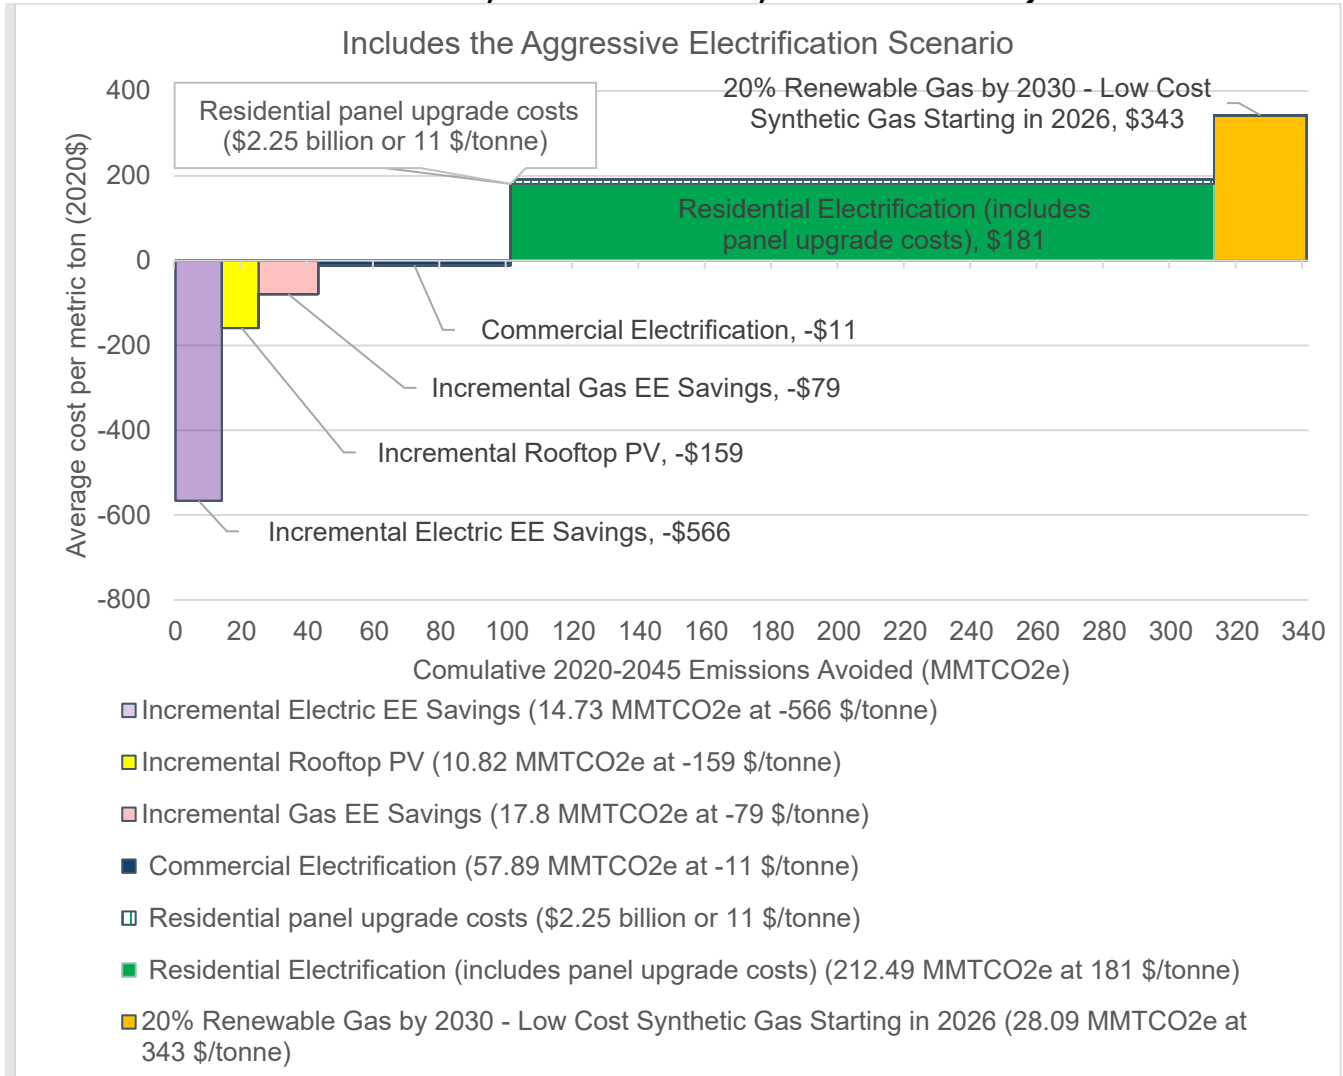 Includes the Aggressive Electrification Scenario
Average cost per metric ton (2020$)
400
200
0
-200
-400
-600
-800
Residential panel upgrade costs
($2.25 billion or 11 $/tonne)
20% Renewable Gas by 2030 - Low Cost
Synthetic Gas Starting in 2026, $343
Residential Electrification (includes
panel upgrade costs), $181
Commercial Electrification, -$11
Incremental Gas EE Savings, -$79
Incremental Rooftop PV, -$159
Incremental Electric EE Savings, -$566
0 20 40 60 80 100 120 140 160 180 200 220 240 260 280 300 320 340
Comulative 2020-2045 Emissions Avoided (MMTCO2e)
Incremental Electric EE Savings (14.73 MMTCO2e at -566 $/tonne)
Incremental Rooftop PV (10.82 MMTCO2e at -159 $/tonne)
Incremental Gas EE Savings (17.8 MMTCO2e at -79 $/tonne)
Commercial Electrification (57.89 MMTCO2e at -11 $/tonne)
Residential panel upgrade costs ($2.25 billion or 11 $/tonne)
Residential Electrification (includes panel upgrade costs) (212.49 MMTCO2e at 181 $/tonne)
20% Renewable Gas by 2030 - Low Cost Synthetic Gas Starting in 2026 (28.09 MMTCO2e at
343 $/tonne)